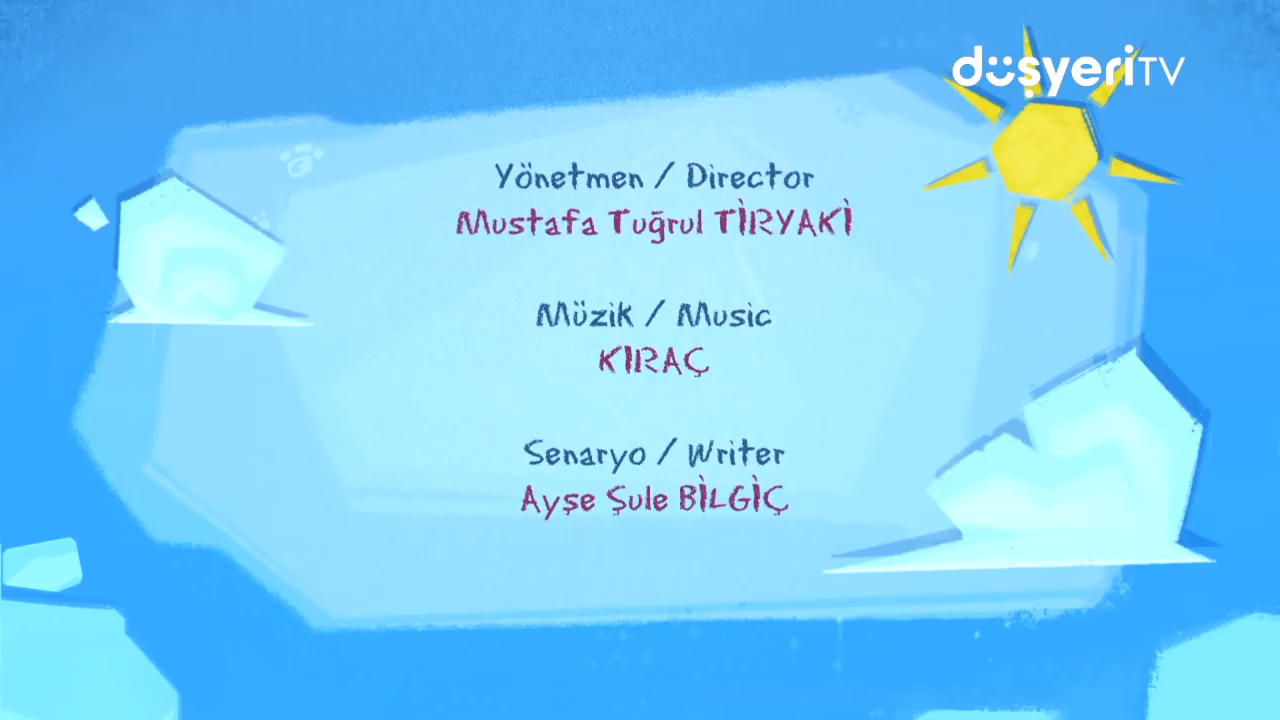 düşyeriTV
Yönetmen / Director
Mustafa Tuğrul TİRYAKİ
Müzik / Music
KIRAÇ
Senaryo / Writer
Ayşe Şule BİLGİÇ